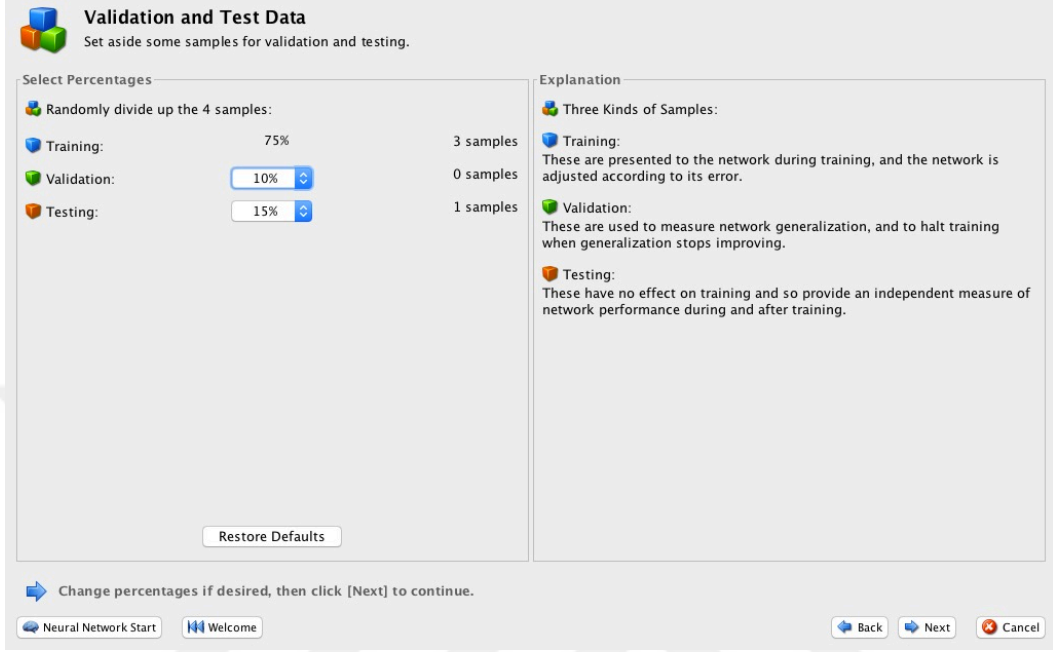 Validation and Test Data
Set aside some samples for validation and testing.
Select Percentages
Randomly divide up the 4 samples:
Training: 75% 3 samples
Validation: 10% 0 samples
Testing: 15% 1 samples
Restore Defaults
Explanation
Three Kinds of Samples:
Training:
These are presented to the network during training, and the network is
adjusted according to its error.
Validation:
These are used to measure network generalization, and to halt training
when generalization stops improving.
Testing:
These have no effect on training and so provide an independent measure of
network performance during and after training.
Change percentages if desired, then click [Next] to continue.
Neural Network Start Welcome Back Next Cancel